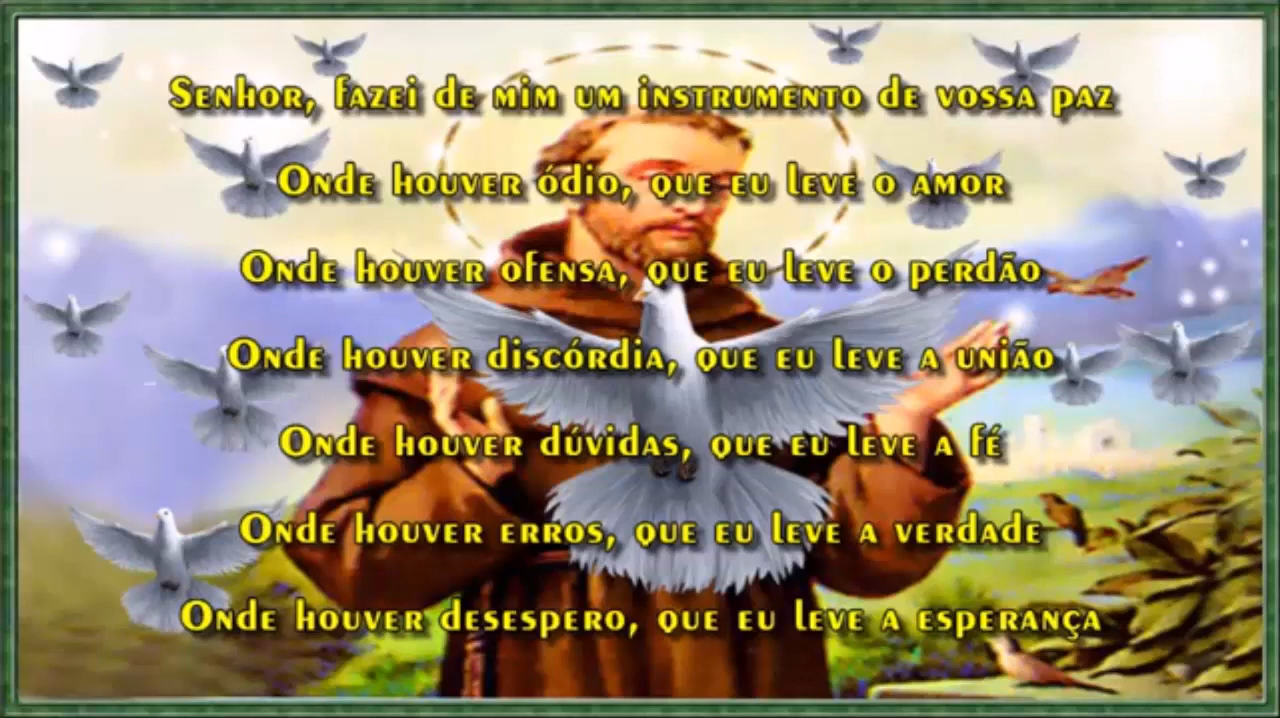 Senhor, fazei de mim um instrumento de vossa paz
Onde houver ódio, que eu leve o amor
Onde houver ofensa, que eu leve o perdão
Onde houver discórdia, que eu leve a união
Onde houver dúvidas, que eu leve a fé
Onde houver erros, que eu leve a verdade
Onde houver desespero, que eu leve a esperança